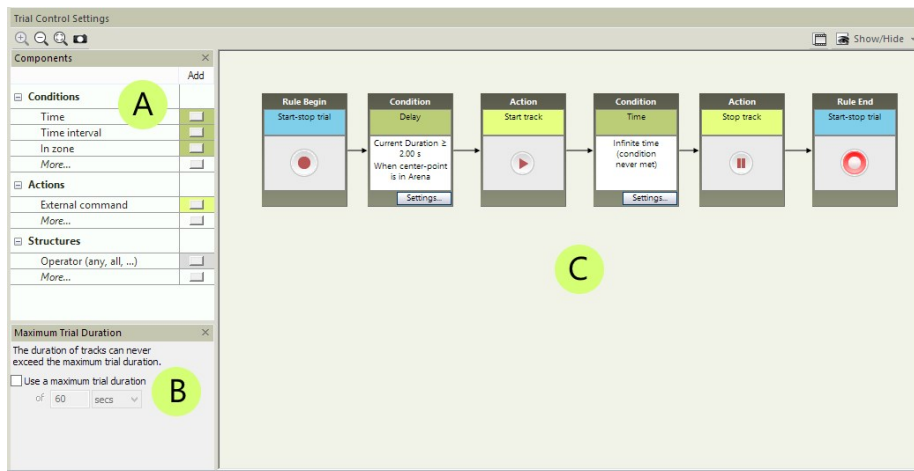 Trial Control Settings
Show/Hide
Components
Add
Conditions
Time
Time interval
In zone
More...
Actions
External command
More...
Structures
Operator (any, all, ...)
More...
A
Maximum Trial Duration
The duration of tracks can never
exceed the maximum trial duration.
Use a maximum trial duration
of 60 secs
B
Rule Begin
Start-stop trial
Condition
Delay
Current Duration ≥
2.00 s
When center-point
is in Arena
Settings...
Action
Start track
Condition
Time
Infinite time
(condition
never met)
Settings...
Action
Stop track
Rule End
Start-stop trial
C